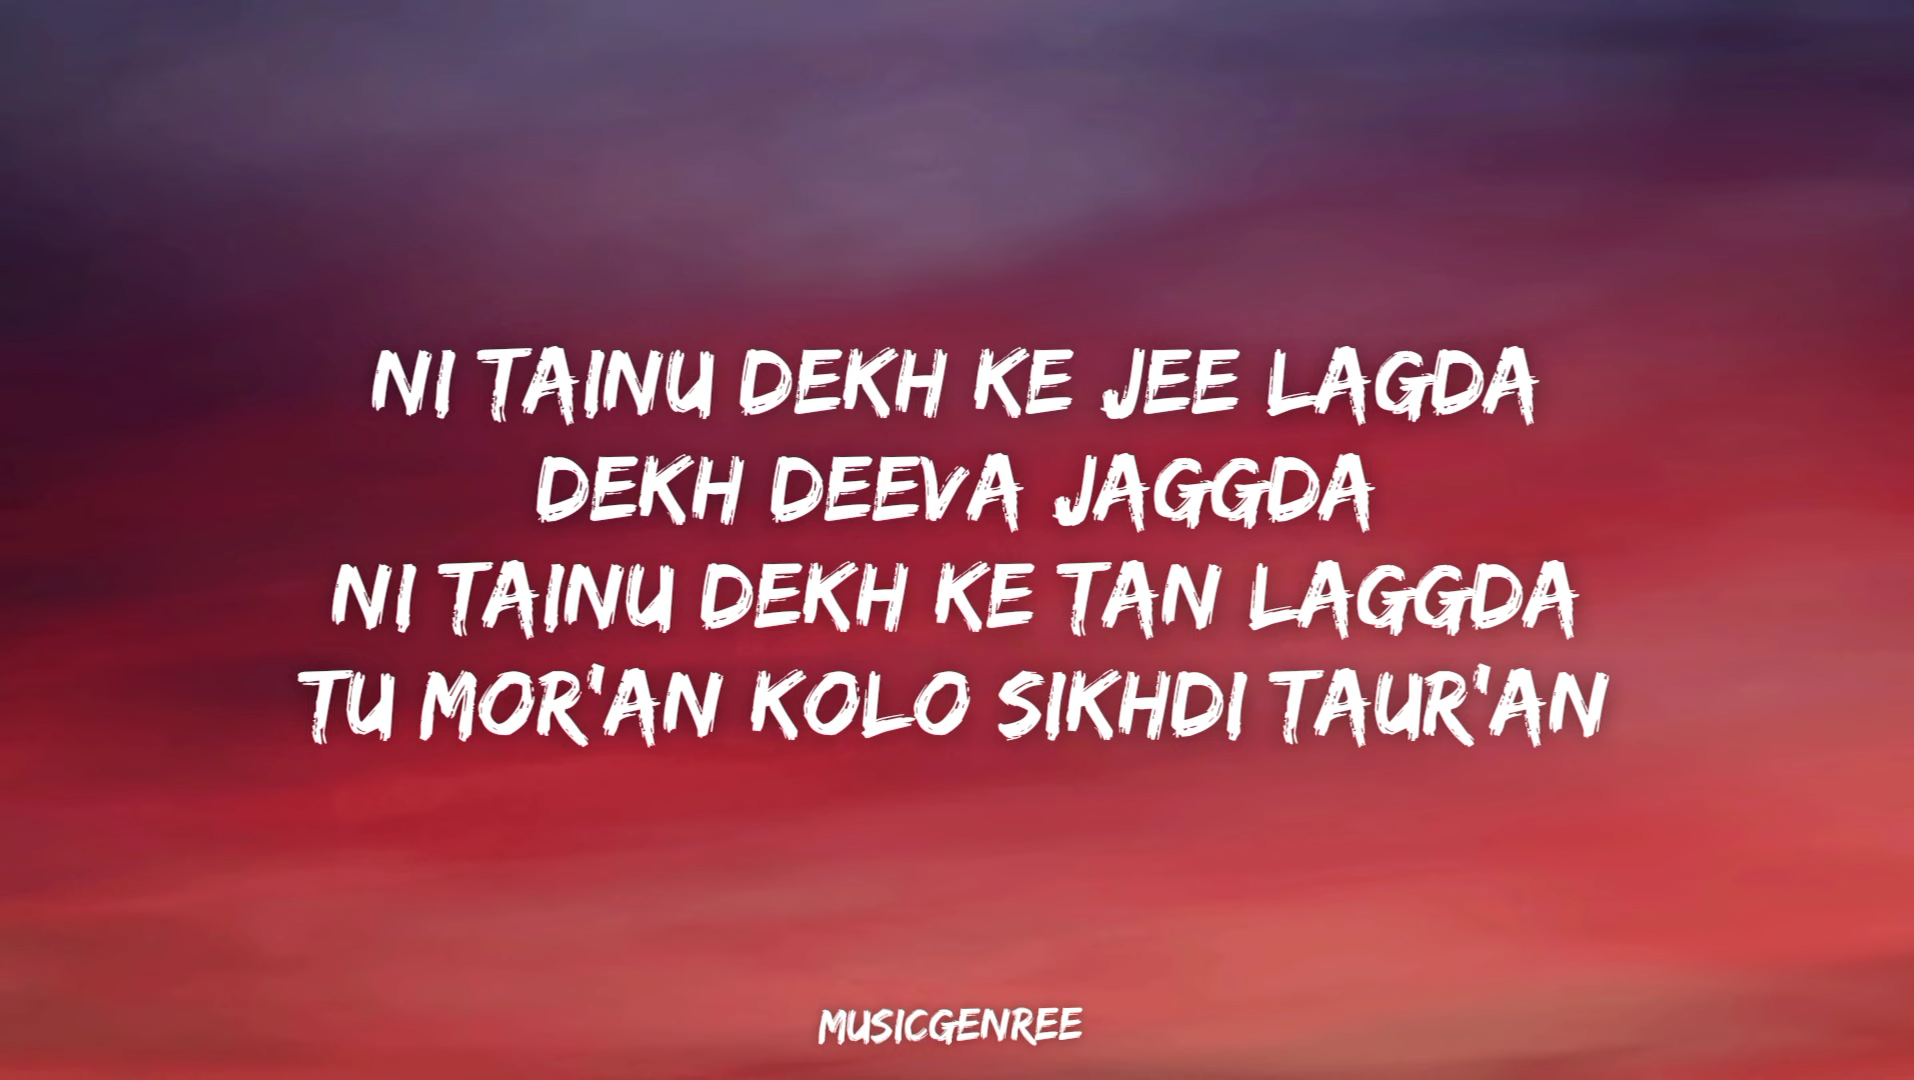 NI TAINU DEKH KE JEE LAGDA
DEKH DEEVA JAGGDA
NI TAINU DEKH KE TAN LAGGDA
TU MOR'AN KOLO SIKHDI TAUR'AN
MUSICGENREE